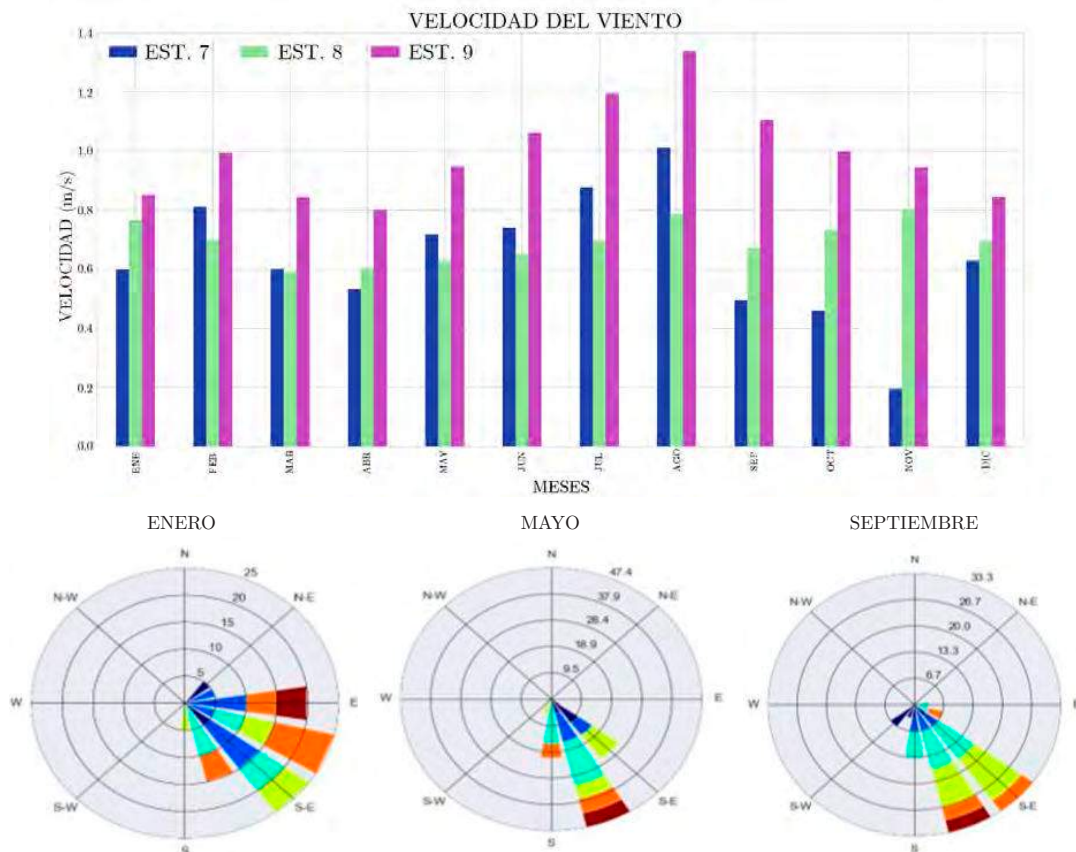 VELOCIDAD DEL VIENTO
EST. 7 EST. 8 EST. 9
VELOCIDAD (m/s)
1.4
1.2
1.0
0.8
0.6
0.4
0.2
0.0
ENE FEB MAR ABR MAY JUN JUL AGO SEP OCT NOV DIC
MESES
ENERO MAYO SEPTIEMBRE
N
N-E
E
S-E
S
S-W
W
N-W
25
20
15
10
5
N
N-E
E
S-E
S
S-W
W
N-W
47.4
37.9
28.4
18.9
9.5
N
N-E
E
S-E
S
S-W
W
N-W
33.3
26.7
20.0
13.3
6.7